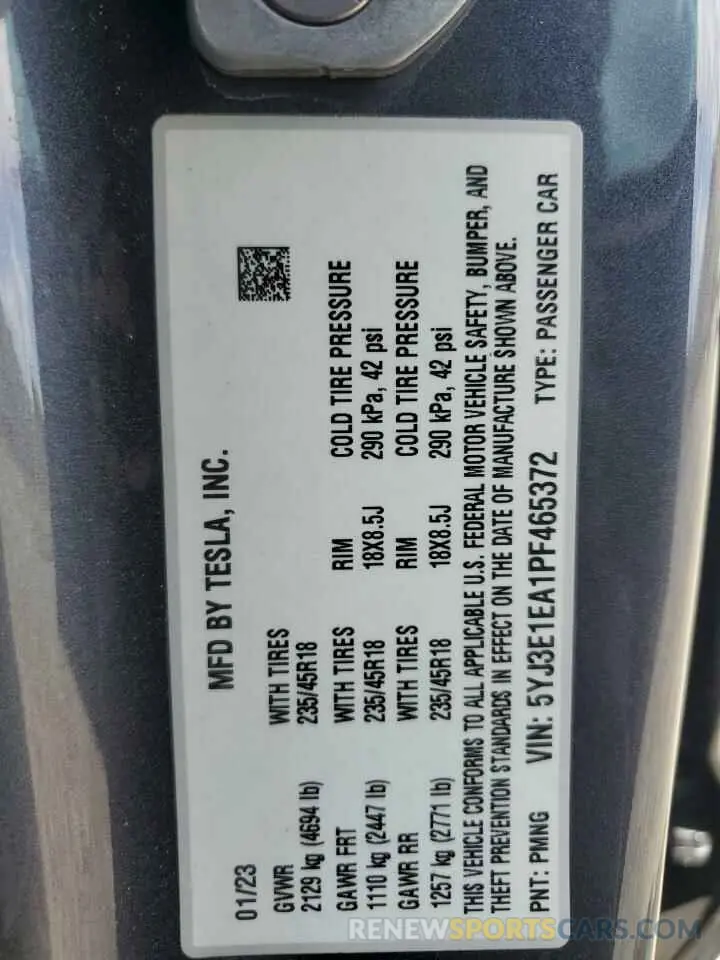 MFD BY TESLA, INC.
01/23
GVWR WITH TIRES
2129 kg (4694 lb) 235/45R18
GAWR FRT WITH TIRES RIM COLD TIRE PRESSURE
1110 kg (2447 lb) 235/45R18 18X8.5J 290 kPa, 42 psi
GAWR RR WITH TIRES RIM COLD TIRE PRESSURE
1257 kg (2771 lb) 235/45R18 18X8.5J 290 kPa, 42 psi
THIS VEHICLE CONFORMS TO ALL APPLICABLE U.S. FEDERAL MOTOR VEHICLE SAFETY, BUMPER, AND
THEFT PREVENTION STANDARDS IN EFFECT ON THE DATE OF MANUFACTURE SHOWN ABOVE.
PNT: PMNG VIN: 5YJ3E1EA1PF465372 TYPE: PASSENGER CAR
RENEWSPORTSCARS.COM